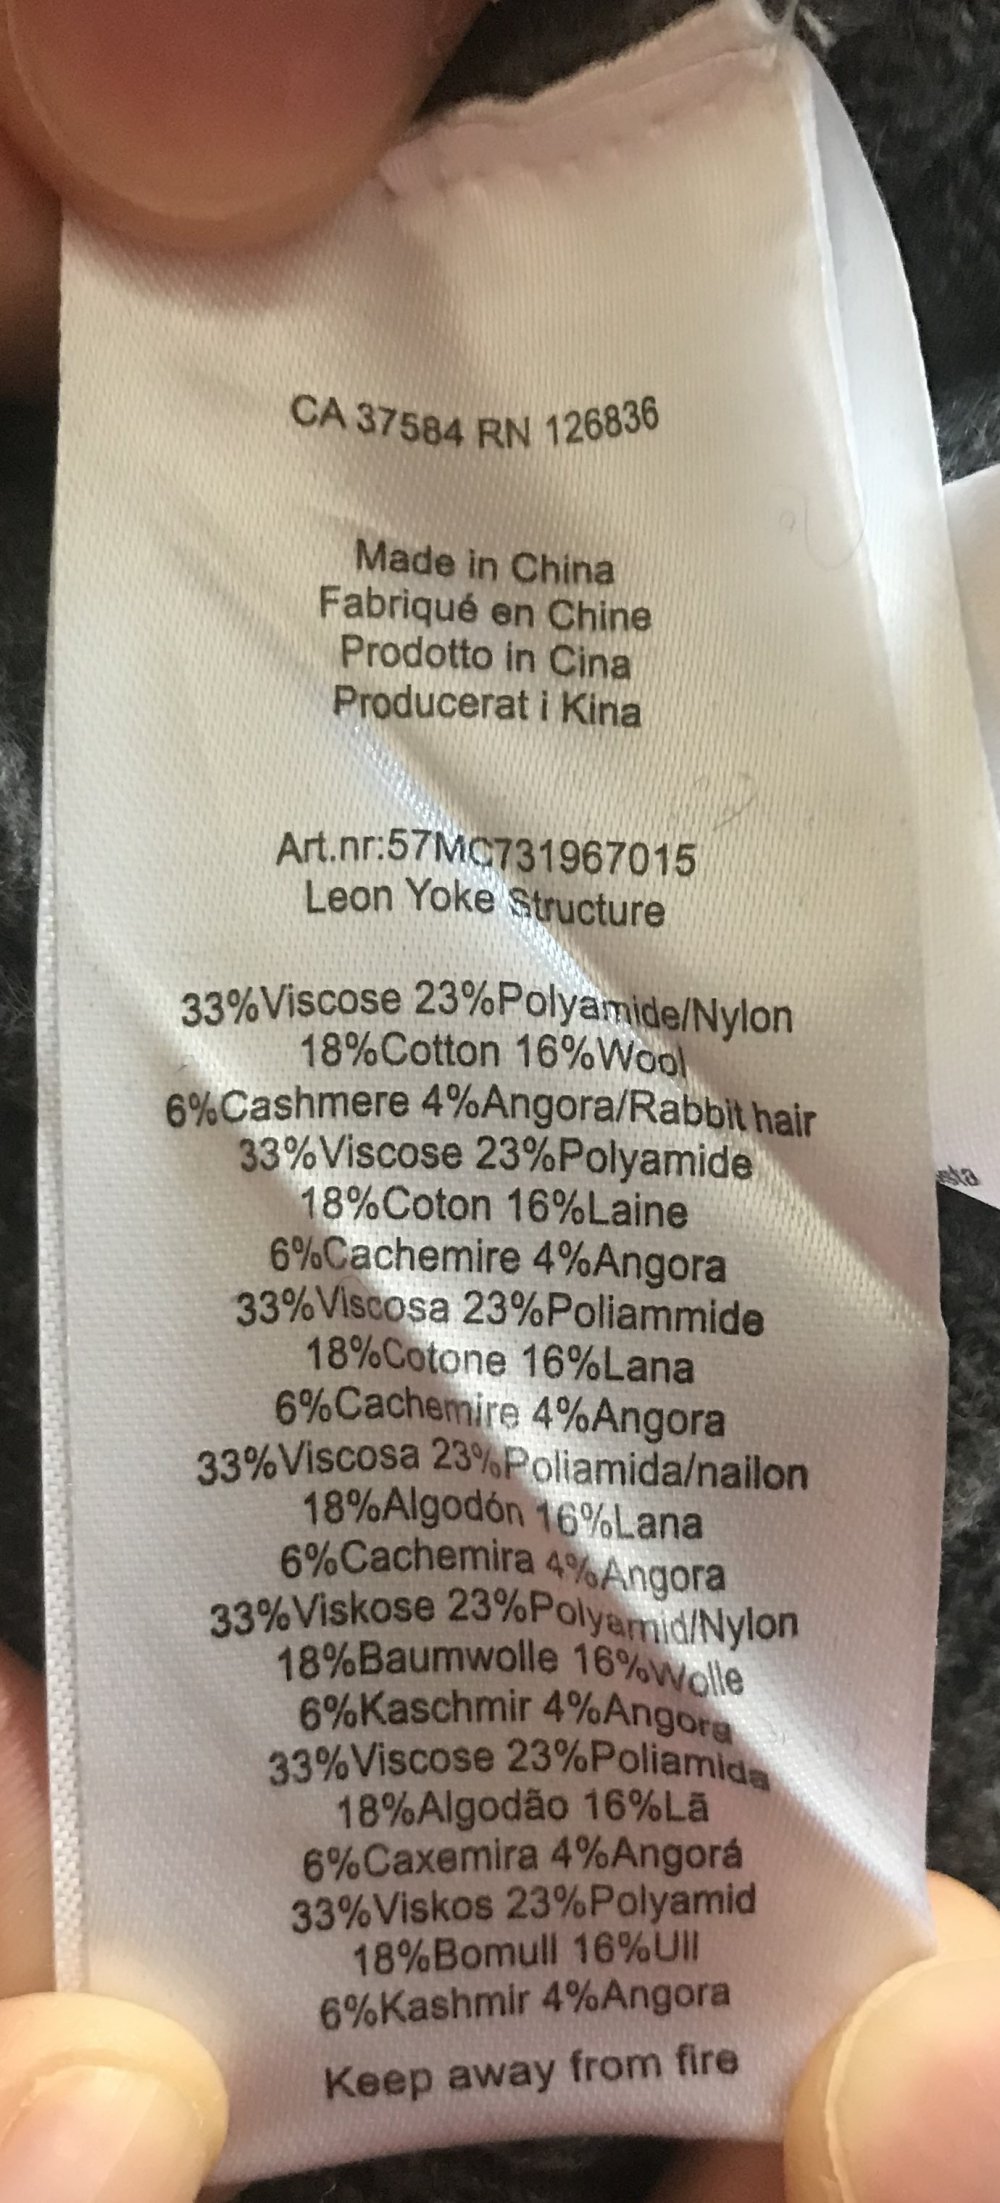 CA 37584 RN 126836
Made in China
Fabriqué en Chine
Prodotto in Cina
Producerat i Kina
Art.nr:57MC731967015
Leon Yoke Structure
33%Viscose 23%Polyamide/Nylon
18%Cotton 16%Wool
6%Cashmere 4%Angora/Rabbit hair
33%Viscose 23%Polyamide
18%Coton 16%Laine
6%Cachemire 4%Angora
33%Viscosa 23%Poliammide
18%Cotone 16%Lana
6%Cachemire 4%Angora
33%Viscosa 23%Poliamida/nailon
18%Algodón 16%Lana
6%Cachemira 4%Angora
33%Viskose 23%Polyamid/Nylon
18%Baumwolle 16%Wolle
6%Kaschmir 4%Angora
33%Viscose 23%Poliamida
18%Algodão 16%Lã
6%Caxemira 4%Angorá
33%Viskos 23%Polyamid
18%Bomull 16%Ull
6%Kashmir 4%Angora
Keep away from fire